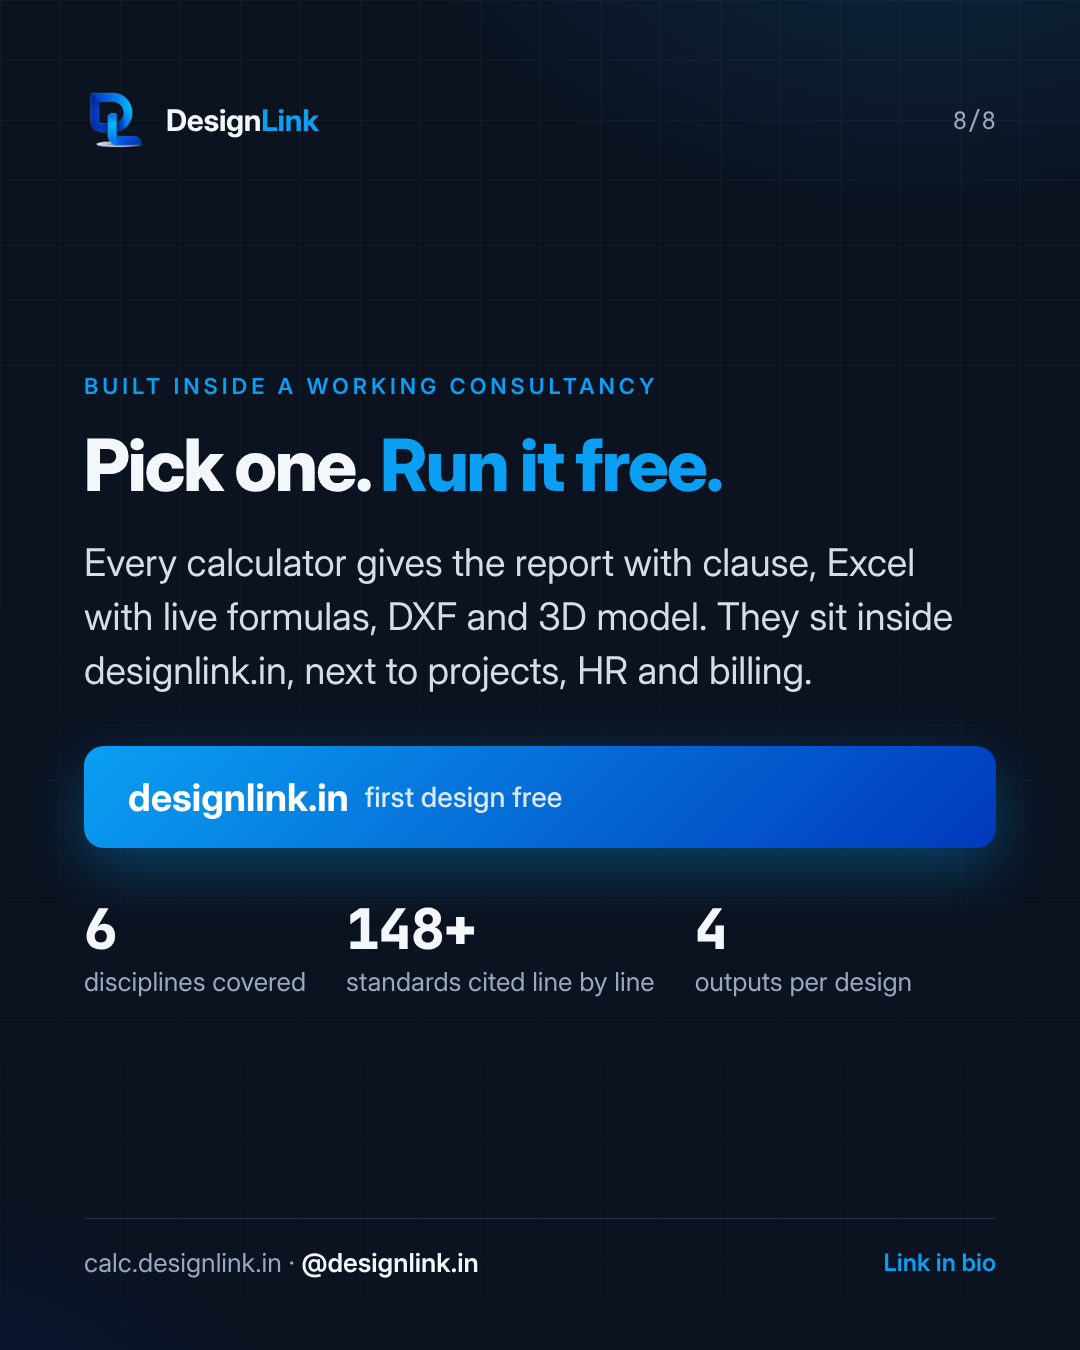 DesignLink
8/8
BUILT INSIDE A WORKING CONSULTANCY
Pick one. Run it free.
Every calculator gives the report with clause, Excel
with live formulas, DXF and 3D model. They sit inside
designlink.in, next to projects, HR and billing.
designlink.in first design free
6
disciplines covered
148+
standards cited line by line
4
outputs per design
calc.designlink.in · @designlink.in
Link in bio